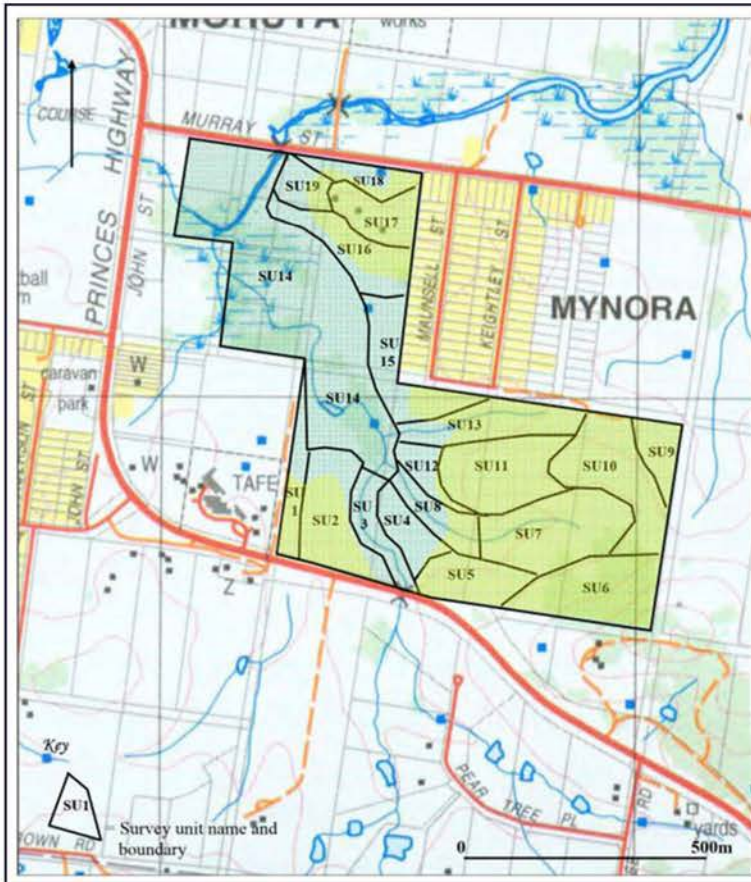 MORUYA
works
COURSE
PRINCES HIGHWAY
MURRAY ST
JOHN ST
SU19
SU18
SU17
SU16
SU14
MAUNSELL ST
KEIGHTLEY ST
MYNORA
SU
15
caravan
park
W
SU14
SU13
SU9
SU10
SU12
SU11
JOHN ST
W
TAFE
SU
1
SU2
SU
3
SU4
SU8
SU7
SU5
SU6
Z
Key
SU1
= Survey unit name and
boundary
PEAR TREE PL
RD
yards
0
500m